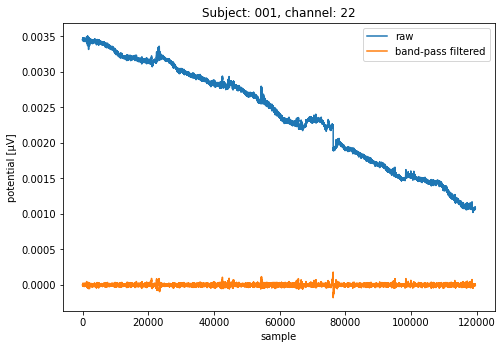 Subject: 001, channel: 22
raw
band-pass filtered
potential [µV]
0.0035
0.0030
0.0025
0.0020
0.0015
0.0010
0.0005
0.0000
0 20000 40000 60000 80000 100000 120000
sample